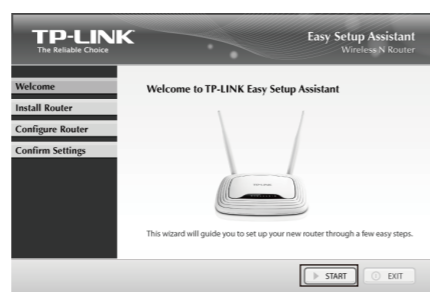 TP-LINK
The Reliable Choice
Easy Setup Assistant
Wireless N Router
Welcome
Install Router
Configure Router
Confirm Settings
Welcome to TP-LINK Easy Setup Assistant
TP-LINK
This wizard will guide you to set up your new router through a few easy steps.
START
EXIT